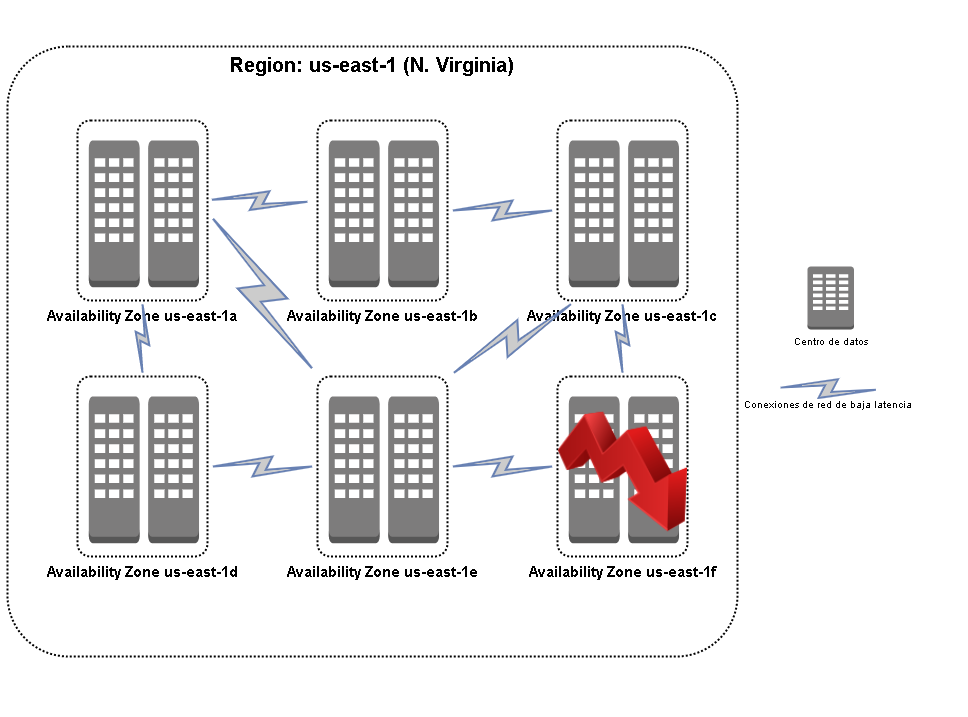 Region: us-east-1 (N. Virginia)
Availability Zone us-east-1a
Availability Zone us-east-1b
Availability Zone us-east-1c
Centro de datos
Conexiones de red de baja latencia
Availability Zone us-east-1d
Availability Zone us-east-1e
Availability Zone us-east-1f